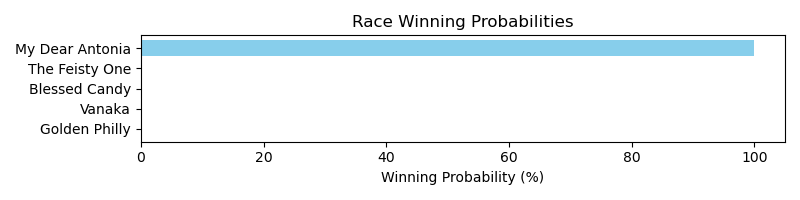 Race Winning Probabilities
My Dear Antonia
The Feisty One
Blessed Candy
Vanaka
Golden Philly
0 20 40 60 80 100
Winning Probability (%)